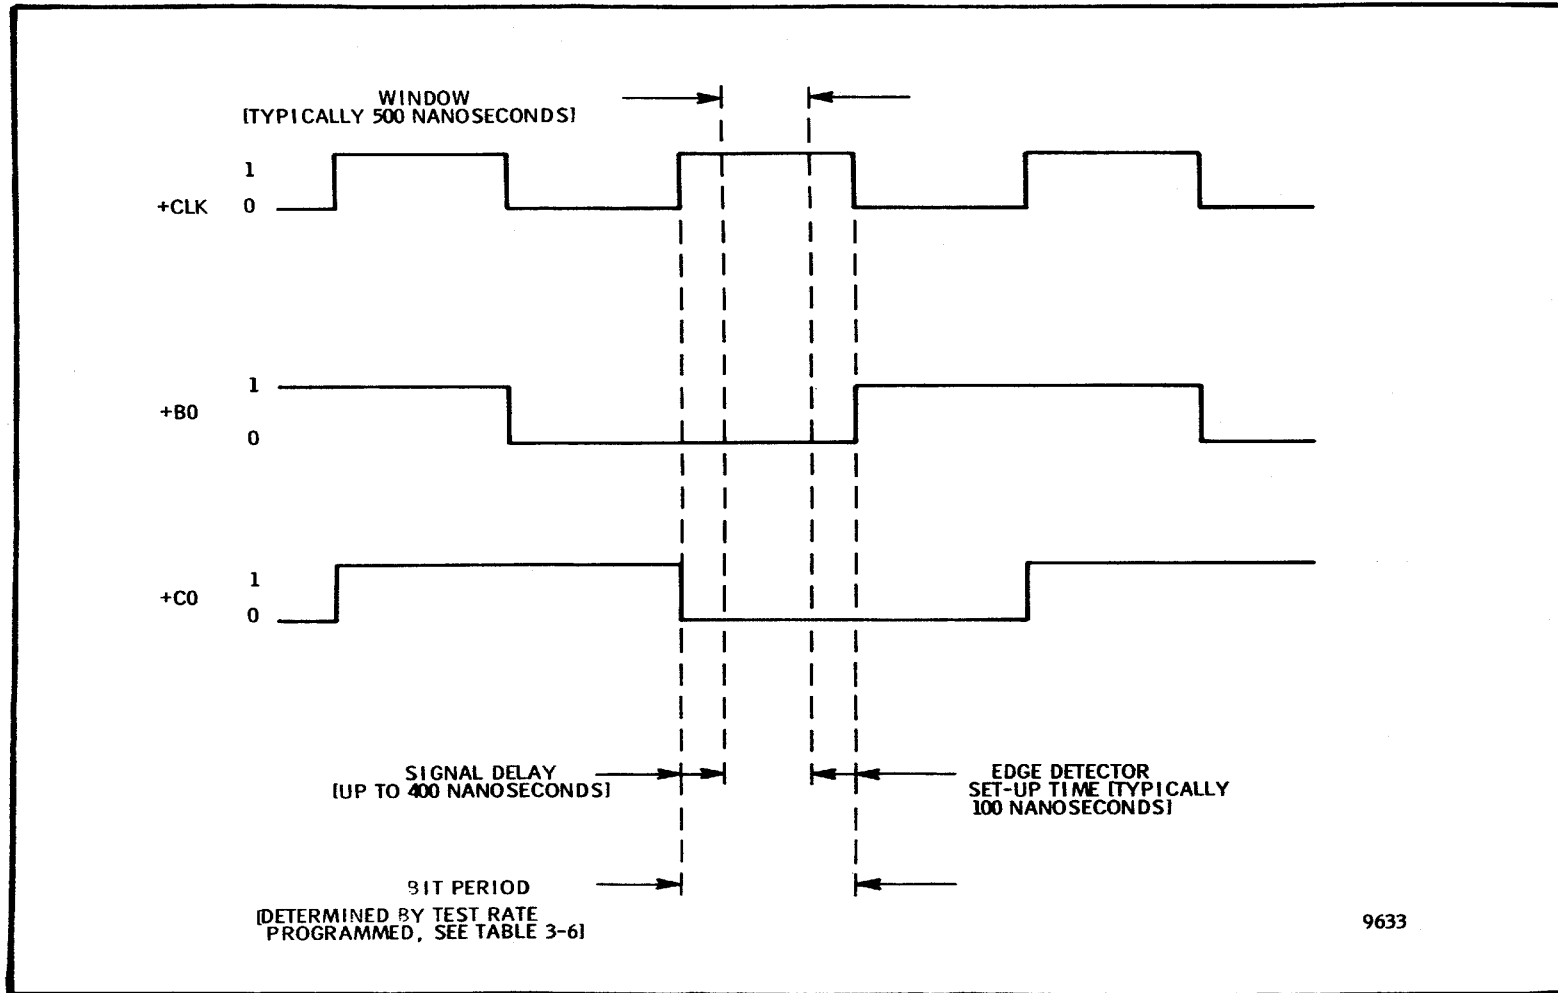 WINDOW
[TYPICALLY 500 NANOSECONDS]
1
+CLK 0
1
+B0
0
1
+C0
0
SIGNAL DELAY
[UP TO 400 NANOSECONDS]
EDGE DETECTOR
SET-UP TIME [TYPICALLY
100 NANOSECONDS]
BIT PERIOD
[DETERMINED BY TEST RATE
PROGRAMMED, SEE TABLE 3-6]
9633